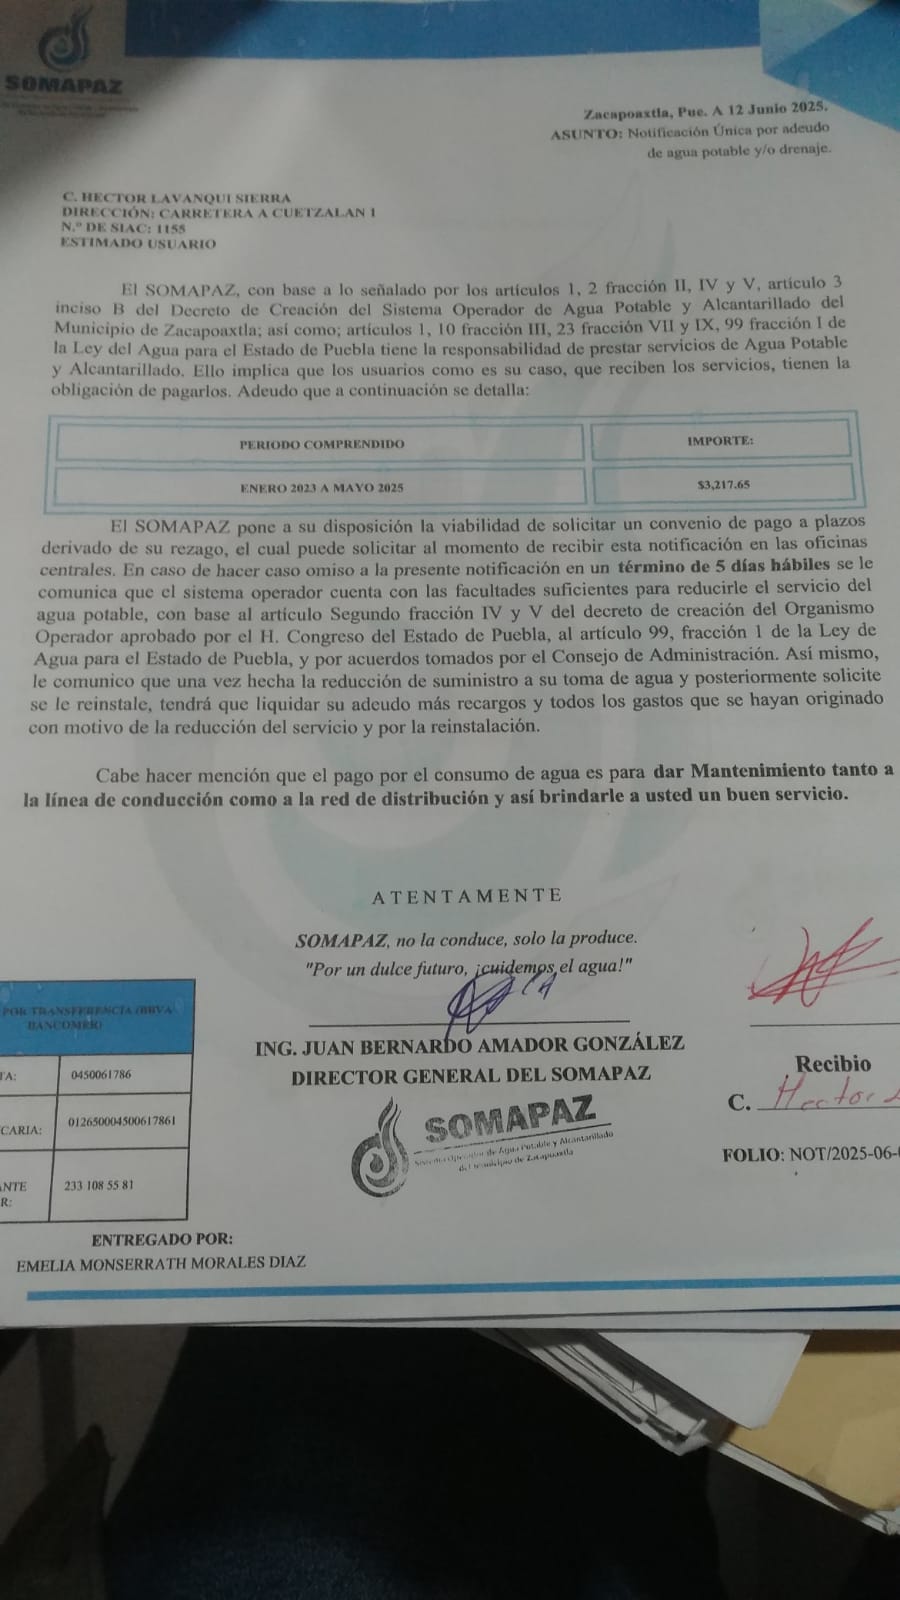 SOMAPAZ
Zacapoaxtla, Pue. A 12 Junio 2025.
ASUNTO: Notificación Única por adeudo
de agua potable y/o drenaje.
C. HECTOR LAVANQUI SIERRA
DIRECCIÓN: CARRETERA A CUETZALAN 1
N.º DE SIAC: 1155
ESTIMADO USUARIO
El SOMAPAZ, con base a lo señalado por los artículos 1, 2 fracción II, IV y V, artículo 3
inciso B del Decreto de Creación del Sistema Operador de Agua Potable y Alcantarillado del
Municipio de Zacapoaxtla; así como; artículos 1, 10 fracción III, 23 fracción VII y IX, 99 fracción I de
la Ley del Agua para el Estado de Puebla tiene la responsabilidad de prestar servicios de Agua Potable
y Alcantarillado. Ello implica que los usuarios como es su caso, que reciben los servicios, tienen la
obligación de pagarlos. Adeudo que a continuación se detalla:
PERIODO COMPRENDIDO IMPORTE:
ENERO 2023 A MAYO 2025 $3,217.65
El SOMAPAZ pone a su disposición la viabilidad de solicitar un convenio de pago a plazos
derivado de su rezago, el cual puede solicitar al momento de recibir esta notificación en las oficinas
centrales. En caso de hacer caso omiso a la presente notificación en un término de 5 días hábiles se le
comunica que el sistema operador cuenta con las facultades suficientes para reducirle el servicio del
agua potable, con base al artículo Segundo fracción IV y V del decreto de creación del Organismo
Operador aprobado por el H. Congreso del Estado de Puebla, al artículo 99, fracción 1 de la Ley de
Agua para el Estado de Puebla, y por acuerdos tomados por el Consejo de Administración. Así mismo,
le comunico que una vez hecha la reducción de suministro a su toma de agua y posteriormente solicite
se le reinstale, tendrá que liquidar su adeudo más recargos y todos los gastos que se hayan originado
con motivo de la reducción del servicio y por la reinstalación.
Cabe hacer mención que el pago por el consumo de agua es para dar Mantenimiento tanto a
la línea de conducción como a la red de distribución y así brindarle a usted un buen servicio.
ATENTAMENTE
SOMAPAZ, no la conduce, solo la produce.
"Por un dulce futuro, ¡cuidemos el agua!"
ING. JUAN BERNARDO AMADOR GONZÁLEZ
DIRECTOR GENERAL DEL SOMAPAZ
SOMAPAZ
Sistema Operador de Agua Potable y Alcantarillado
del Municipio de Zacapoaxtla
POR TRANSFERENCIA (BBVA
BANCOMER)
TA: 0450061786
CARIA: 012650004500617861
ANTE 233 108 55 81
R:
Recibio
C. Hector
FOLIO: NOT/2025-06-
ENTREGADO POR:
EMELIA MONSERRATH MORALES DIAZ